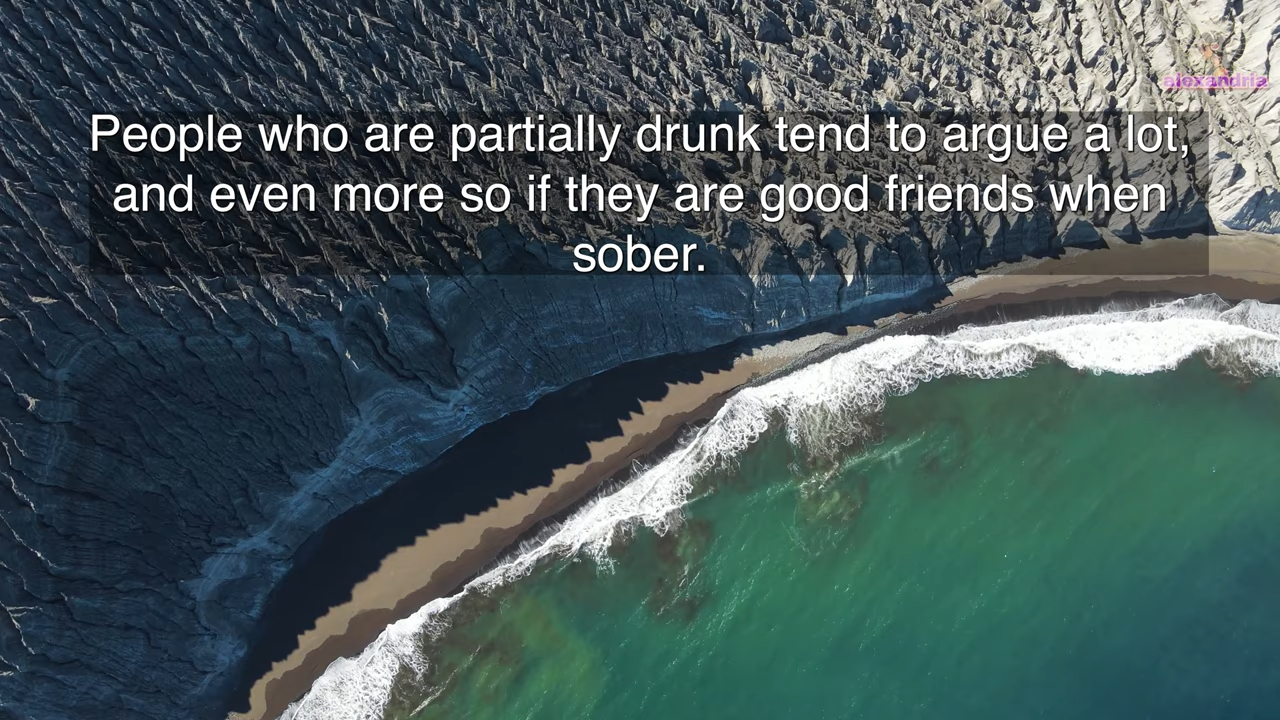 alexandria
People who are partially drunk tend to argue a lot,
and even more so if they are good friends when
sober.